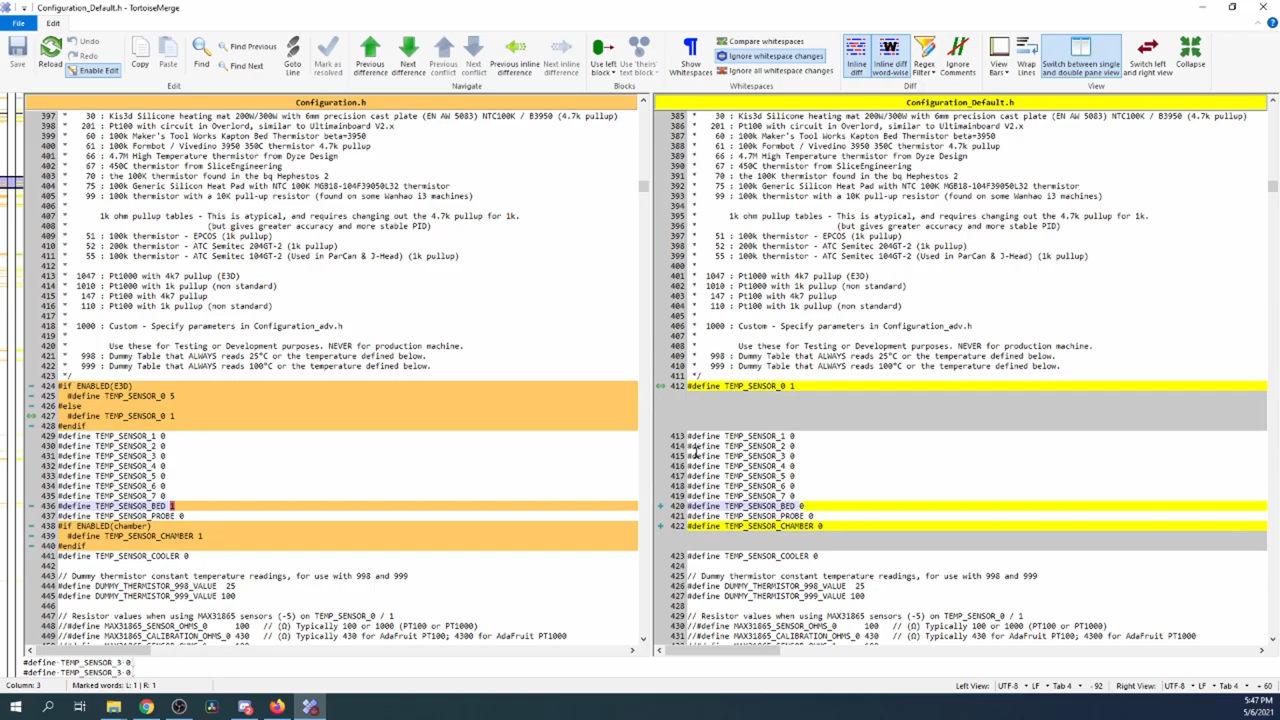 Configuration_Default.h - TortoiseMerge
File Edit
Save Reload Undo Redo Enable Edit Copy Paste Find Find Previous Find Next Goto Line Mark as resolved Previous difference Next difference Previous conflict Next conflict Previous inline difference Next inline difference Use left block Use 'theirs' text block Show Whitespaces Compare whitespaces Ignore whitespace changes Ignore all whitespace changes Inline diff Inline diff word-wise Regex Filter Ignore Comments View Bars Wrap Lines Switch between single and double pane view Switch left and right view Collapse
Edit Navigate Blocks Whitespaces Diff View
Configuration.h
397 * 30 : Kis3d Silicone heating mat 200W/300W with 6mm precision cast plate (EN AW 5083) NTC100K / B3950 (4.7k pullup)
398 * 201 : Pt100 with circuit in Overlord, similar to Ultimainboard V2.x
399 * 60 : 100k Maker's Tool Works Kapton Bed Thermistor beta=3950
400 * 61 : 100k Formbot / Vivedino 3950 350C thermistor 4.7k pullup
401 * 66 : 4.7M High Temperature thermistor from Dyze Design
402 * 67 : 450C thermistor from SliceEngineering
403 * 70 : the 100K thermistor found in the bq Hephestos 2
404 * 75 : 100k Generic Silicon Heat Pad with NTC 100K MGB18-104F39050L32 thermistor
405 * 99 : 100k thermistor with a 10K pull-up resistor (found on some Wanhao i3 machines)
406 *
407 * 1k ohm pullup tables - This is atypical, and requires changing out the 4.7k pullup for 1k.
408 * (but gives greater accuracy and more stable PID)
409 * 51 : 100k thermistor - EPCOS (1k pullup)
410 * 52 : 200k thermistor - ATC Semitec 204GT-2 (1k pullup)
411 * 55 : 100k thermistor - ATC Semitec 104GT-2 (Used in ParCan & J-Head) (1k pullup)
412 *
413 * 1047 : Pt1000 with 4k7 pullup (E3D)
414 * 1010 : Pt1000 with 1k pullup (non standard)
415 * 147 : Pt100 with 4k7 pullup
416 * 110 : Pt100 with 1k pullup (non standard)
417 *
418 * 1000 : Custom - Specify parameters in Configuration_adv.h
419 *
420 * Use these for Testing or Development purposes. NEVER for production machine.
421 * 998 : Dummy Table that ALWAYS reads 25°C or the temperature defined below.
422 * 999 : Dummy Table that ALWAYS reads 100°C or the temperature defined below.
423 */
424 #if ENABLED(E3D)
425 #define TEMP_SENSOR_0 5
426 #else
427 #define TEMP_SENSOR_0 1
428 #endif
429 #define TEMP_SENSOR_1 0
430 #define TEMP_SENSOR_2 0
431 #define TEMP_SENSOR_3 0
432 #define TEMP_SENSOR_4 0
433 #define TEMP_SENSOR_5 0
434 #define TEMP_SENSOR_6 0
435 #define TEMP_SENSOR_7 0
436 #define TEMP_SENSOR_BED 1
437 #define TEMP_SENSOR_PROBE 0
438 #if ENABLED(chamber)
439 #define TEMP_SENSOR_CHAMBER 1
440 #endif
441 #define TEMP_SENSOR_COOLER 0
442
443 // Dummy thermistor constant temperature readings, for use with 998 and 999
444 #define DUMMY_THERMISTOR_998_VALUE 25
445 #define DUMMY_THERMISTOR_999_VALUE 100
446
447 // Resistor values when using MAX31865 sensors (-5) on TEMP_SENSOR_0 / 1
448 //#define MAX31865_SENSOR_OHMS_0 100 // (Ω) Typically 100 or 1000 (PT100 or PT1000)
449 //#define MAX31865_CALIBRATION_OHMS_0 430 // (Ω) Typically 430 for AdaFruit PT100; 4300 for AdaFruit PT1000
Configuration_Default.h
385 * 30 : Kis3d Silicone heating mat 200W/300W with 6mm precision cast plate (EN AW 5083) NTC100K / B3950 (4.7k pullup)
386 * 201 : Pt100 with circuit in Overlord, similar to Ultimainboard V2.x
387 * 60 : 100k Maker's Tool Works Kapton Bed Thermistor beta=3950
388 * 61 : 100k Formbot / Vivedino 3950 350C thermistor 4.7k pullup
389 * 66 : 4.7M High Temperature thermistor from Dyze Design
390 * 67 : 450C thermistor from SliceEngineering
391 * 70 : the 100K thermistor found in the bq Hephestos 2
392 * 75 : 100k Generic Silicon Heat Pad with NTC 100K MGB18-104F39050L32 thermistor
393 * 99 : 100k thermistor with a 10K pull-up resistor (found on some Wanhao i3 machines)
394 *
395 * 1k ohm pullup tables - This is atypical, and requires changing out the 4.7k pullup for 1k.
396 * (but gives greater accuracy and more stable PID)
397 * 51 : 100k thermistor - EPCOS (1k pullup)
398 * 52 : 200k thermistor - ATC Semitec 204GT-2 (1k pullup)
399 * 55 : 100k thermistor - ATC Semitec 104GT-2 (Used in ParCan & J-Head) (1k pullup)
400 *
401 * 1047 : Pt1000 with 4k7 pullup (E3D)
402 * 1010 : Pt1000 with 1k pullup (non standard)
403 * 147 : Pt100 with 4k7 pullup
404 * 110 : Pt100 with 1k pullup (non standard)
405 *
406 * 1000 : Custom - Specify parameters in Configuration_adv.h
407 *
408 * Use these for Testing or Development purposes. NEVER for production machine.
409 * 998 : Dummy Table that ALWAYS reads 25°C or the temperature defined below.
410 * 999 : Dummy Table that ALWAYS reads 100°C or the temperature defined below.
411 */
412 #define TEMP_SENSOR_0 1
413 #define TEMP_SENSOR_1 0
414 #define TEMP_SENSOR_2 0
415 #define TEMP_SENSOR_3 0
416 #define TEMP_SENSOR_4 0
417 #define TEMP_SENSOR_5 0
418 #define TEMP_SENSOR_6 0
419 #define TEMP_SENSOR_7 0
420 #define TEMP_SENSOR_BED 0
421 #define TEMP_SENSOR_PROBE 0
422 #define TEMP_SENSOR_CHAMBER 0
423 #define TEMP_SENSOR_COOLER 0
424
425 // Dummy thermistor constant temperature readings, for use with 998 and 999
426 #define DUMMY_THERMISTOR_998_VALUE 25
427 #define DUMMY_THERMISTOR_999_VALUE 100
428
429 // Resistor values when using MAX31865 sensors (-5) on TEMP_SENSOR_0 / 1
430 //#define MAX31865_SENSOR_OHMS_0 100 // (Ω) Typically 100 or 1000 (PT100 or PT1000)
431 //#define MAX31865_CALIBRATION_OHMS_0 430 // (Ω) Typically 430 for AdaFruit PT100; 4300 for AdaFruit PT1000
#define·TEMP_SENSOR_3·0
#define·TEMP_SENSOR_3·0
Column: 3 Marked words: L: 1 | R: 1 Left View: UTF-8 LF Tab 4 - 92 Right View: UTF-8 LF Tab 4 + 60
5:47 PM
5/6/2021